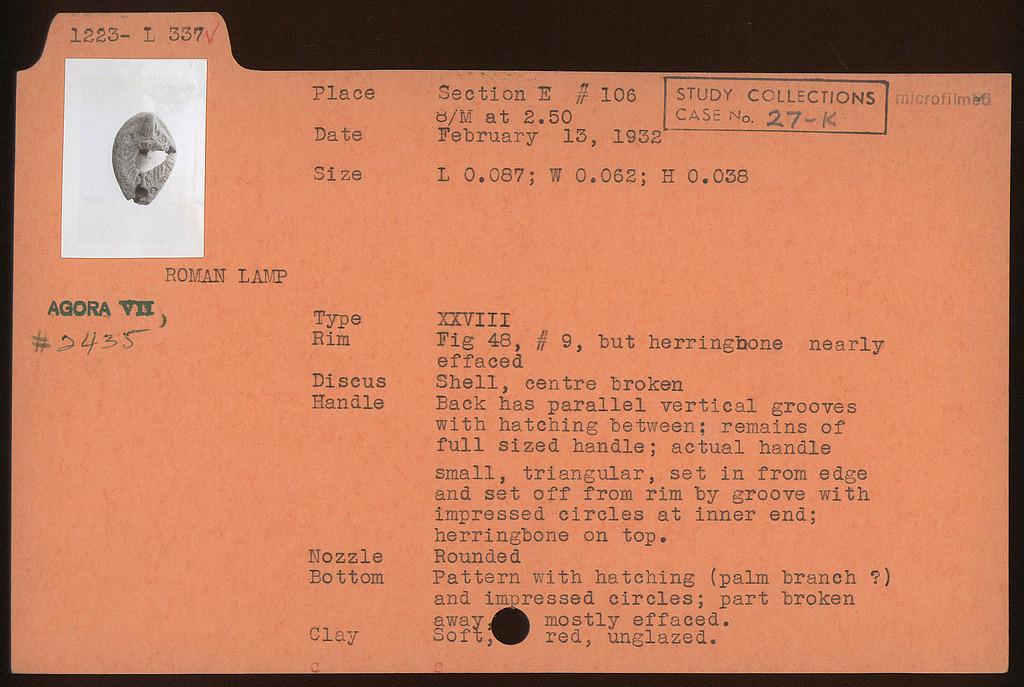 1223- L 337
Place Section E # 106
8/M at 2.50
STUDY COLLECTIONS
CASE No. 27-K
microfilmed
Date February 13, 1932
Size L 0.087; W 0.062; H 0.038
ROMAN LAMP
AGORA VII,
# 2435
Type XXVIII
Rim Fig 48, # 9, but herringbone nearly
effaced
Discus Shell, centre broken
Handle Back has parallel vertical grooves
with hatching between; remains of
full sized handle; actual handle
small, triangular, set in from edge
and set off from rim by groove with
impressed circles at inner end;
herringbone on top.
Nozzle Rounded
Bottom Pattern with hatching (palm branch ?)
and impressed circles; part broken
away, mostly effaced.
Clay Soft, red, unglazed.
c c